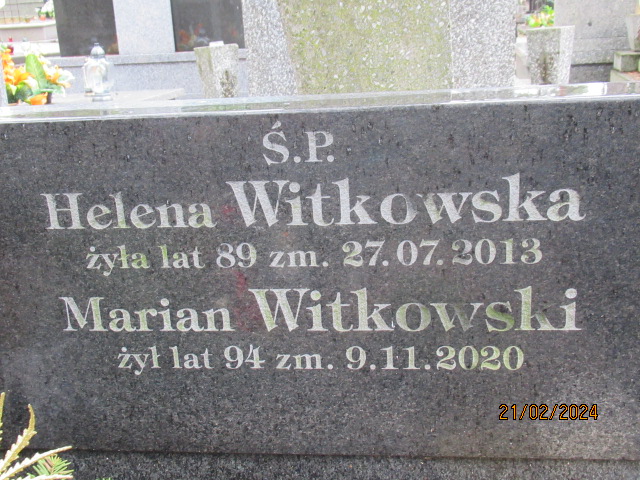 Ś.P.
Helena Witkowska
żyła lat 89 zm. 27.07.2013
Marian Witkowski
żył lat 94 zm. 9.11.2020
21/02/2024